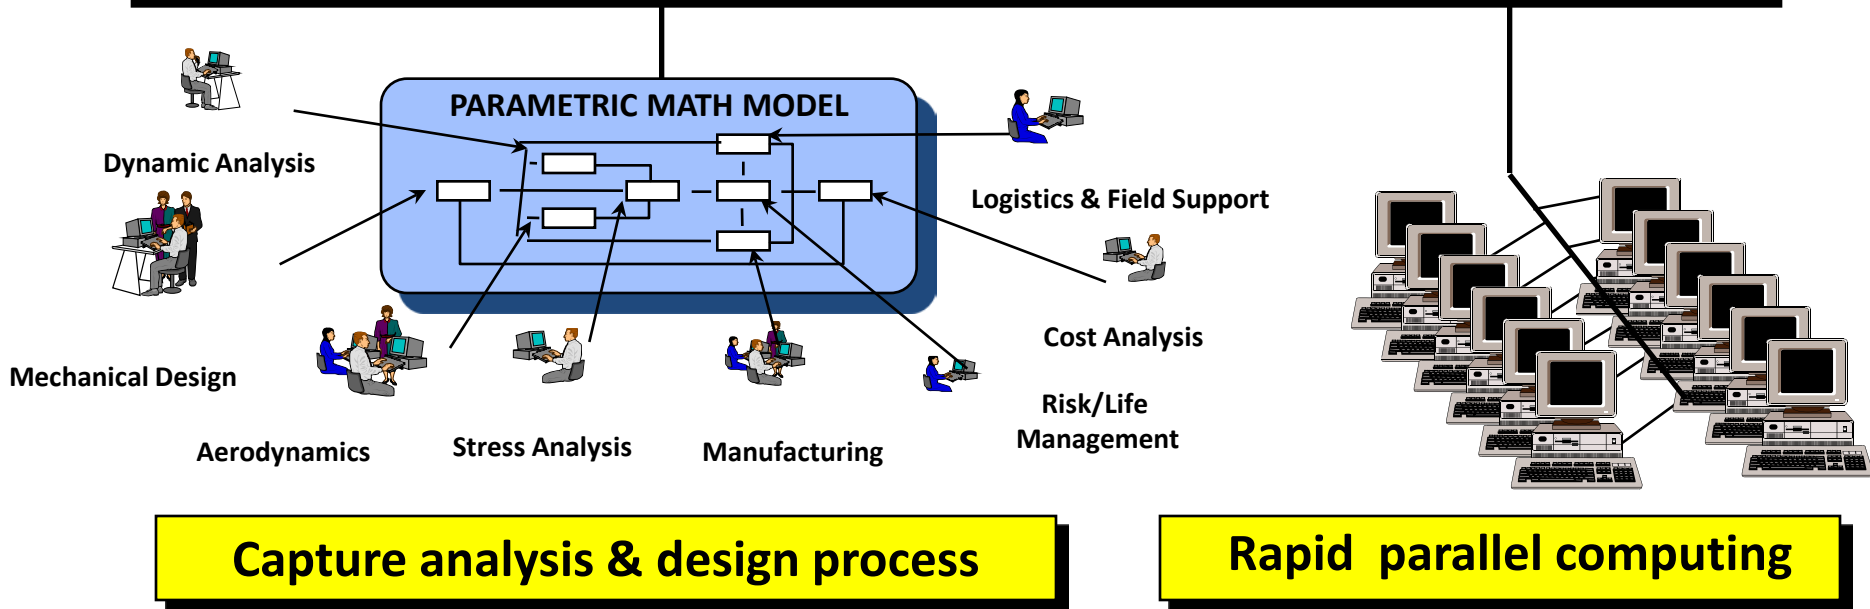 PARAMETRIC MATH MODEL
Dynamic Analysis
Logistics & Field Support
Mechanical Design
Cost Analysis
Aerodynamics
Stress Analysis
Manufacturing
Risk/Life
Management
Capture analysis & design process
Rapid parallel computing